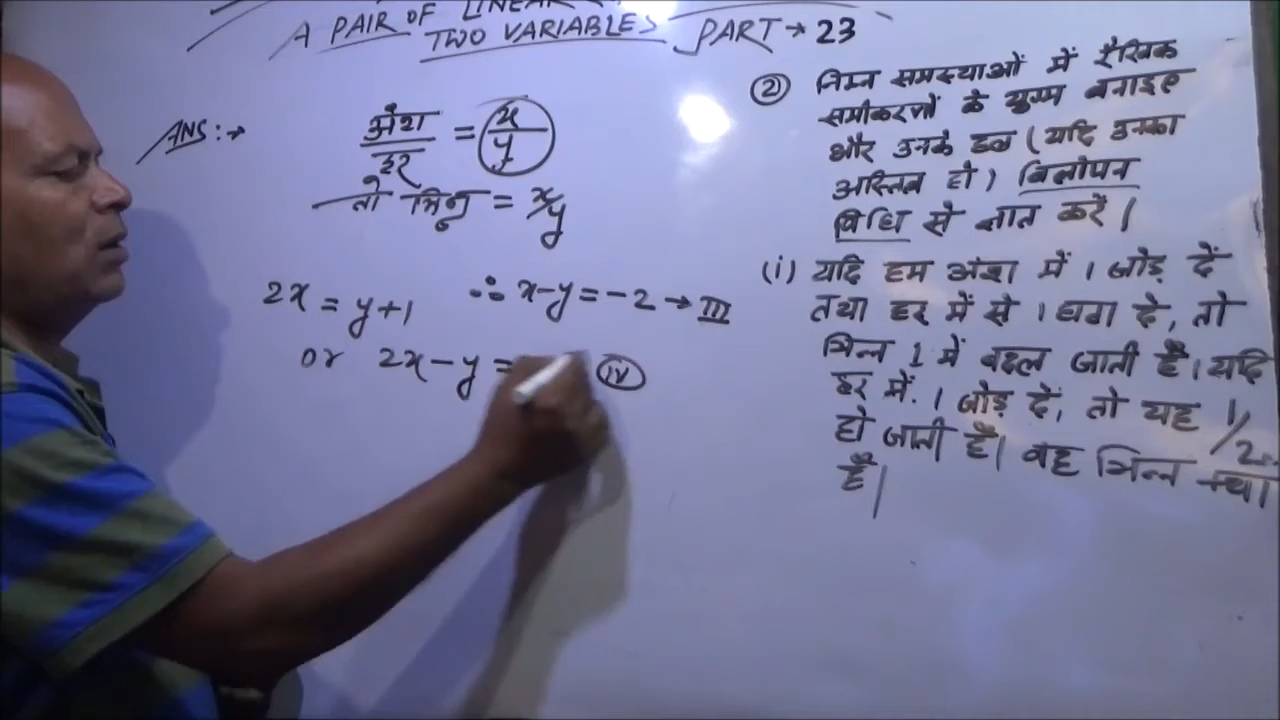 A PAIR OF LINEAR
TWO VARIABLES PART → 23
ANS :→
अंश = x
हर y
तो भिन्न = x/y
2x = y+1 ∴ x-y = -2 → III
or 2x - y = IV
② निम्न समस्याओं में रैखिक
समीकरणों के युग्म बनाइए
और उनके हल (यदि उनका
अस्तित्व हो) विलोपन
विधि से ज्ञात करें।
(i) यदि हम अंश में 1 जोड़ दें
तथा हर में से 1 घटा दे, तो
भिन्न 1 में बदल जाती है। यदि
हर में. 1 जोड़ दें, तो यह 1/2
हो जाती है। वह भिन्न क्या
है।